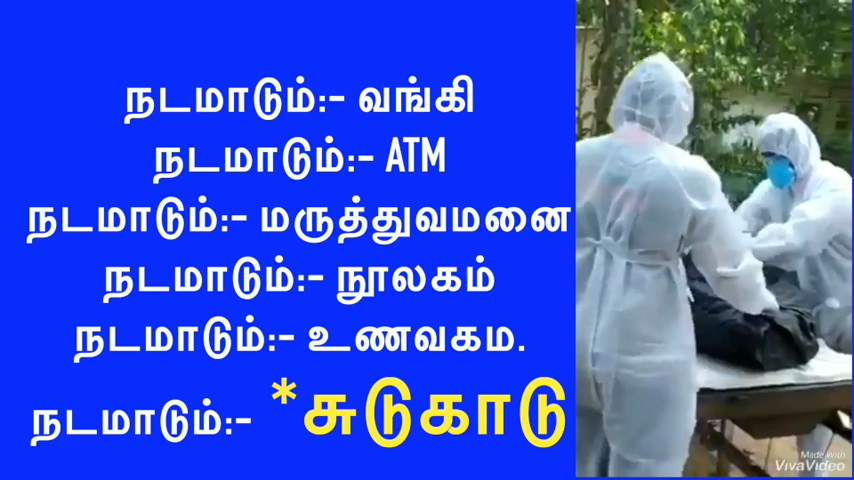 நடமாடும்:- வங்கி
நடமாடும்:- ATM
நடமாடும்:- மருத்துவமனை
நடமாடும்:- நூலகம்
நடமாடும்:- உணவகம.
நடமாடும்:- *சுடுகாடு
Made With
VivaVideo